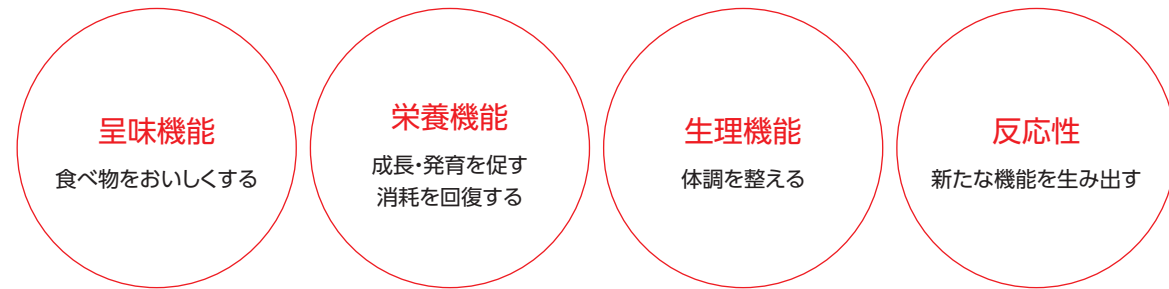 呈味機能
食べ物をおいしくする
栄養機能
成長・発育を促す
消耗を回復する
生理機能
体調を整える
反応性
新たな機能を生み出す